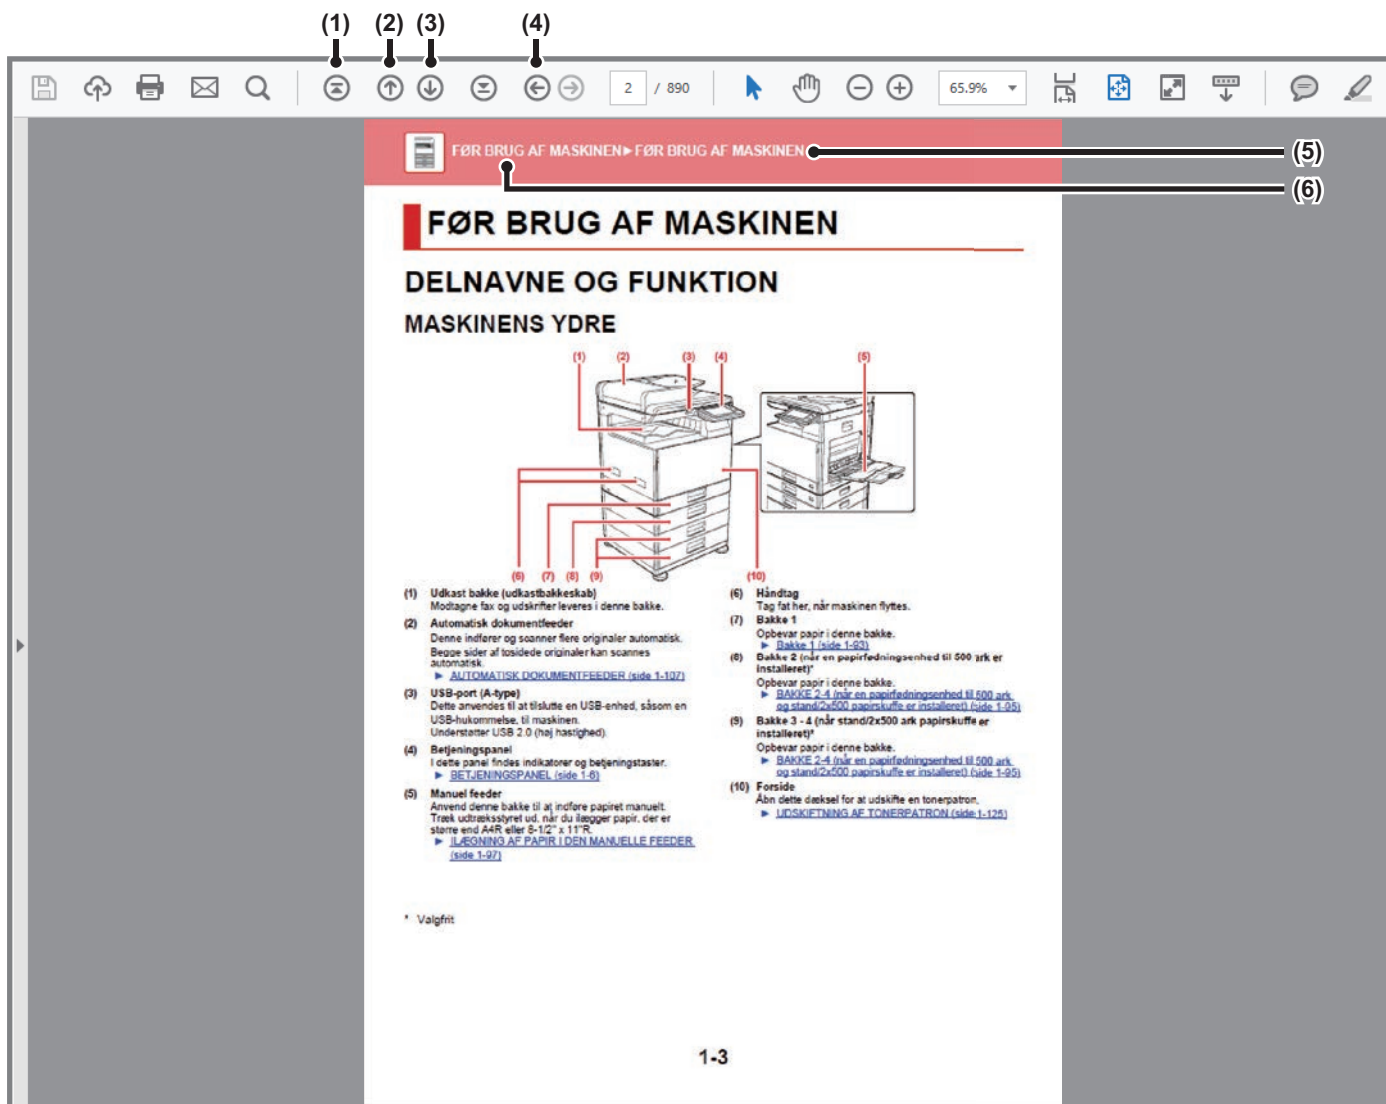 (1) (2) (3) (4)
2 / 890 65.9%
FØR BRUG AF MASKINEN►FØR BRUG AF MASKINEN
(5)
(6)
FØR BRUG AF MASKINEN
DELNAVNE OG FUNKTION
MASKINENS YDRE
(1) (2) (3) (4) (5)
(6) (7) (8) (9) (10)
(1) Udkast bakke (udkastbakkeskab)
Modtagne fax og udskrifter leveres i denne bakke.
(2) Automatisk dokumentfeeder
Denne indfører og scanner flere originaler automatisk.
Begge sider af tosidede originaler kan scannes
automatisk.
► AUTOMATISK DOKUMENTFEEDER (side 1-107)
(3) USB-port (A-type)
Dette anvendes til at tilslutte en USB-enhed, såsom en
USB-hukommelse, til maskinen.
Understøtter USB 2.0 (høj hastighed).
(4) Betjeningspanel
I dette panel findes indikatorer og betjeningstaster.
► BETJENINGSPANEL (side 1-6)
(5) Manuel feeder
Anvend denne bakke til at indføre papiret manuelt.
Træk udtræksstyret ud, når du ilægger papir, der er
større end A4R eller 8-1/2" x 11"R.
► ILÆGNING AF PAPIR I DEN MANUELLE FEEDER
(side 1-97)
(6) Håndtag
Tag fat her, når maskinen flyttes.
(7) Bakke 1
Opbevar papir i denne bakke.
► Bakke 1 (side 1-93)
(8) Bakke 2 (når en papirfødningsenhed til 500 ark er
installeret)*
Opbevar papir i denne bakke.
► BAKKE 2-4 (når en papirfødningsenhed til 500 ark
og stand/2x500 papirskuffe er installeret) (side 1-95)
(9) Bakke 3 - 4 (når stand/2x500 ark papirskuffe er
installeret)*
Opbevar papir i denne bakke.
► BAKKE 2-4 (når en papirfødningsenhed til 500 ark
og stand/2x500 papirskuffe er installeret) (side 1-95)
(10) Forside
Åbn dette dæksel for at udskifte en tonerpatron.
► UDSKIFTNING AF TONERPATRON (side 1-125)
* Valgfrit
1-3